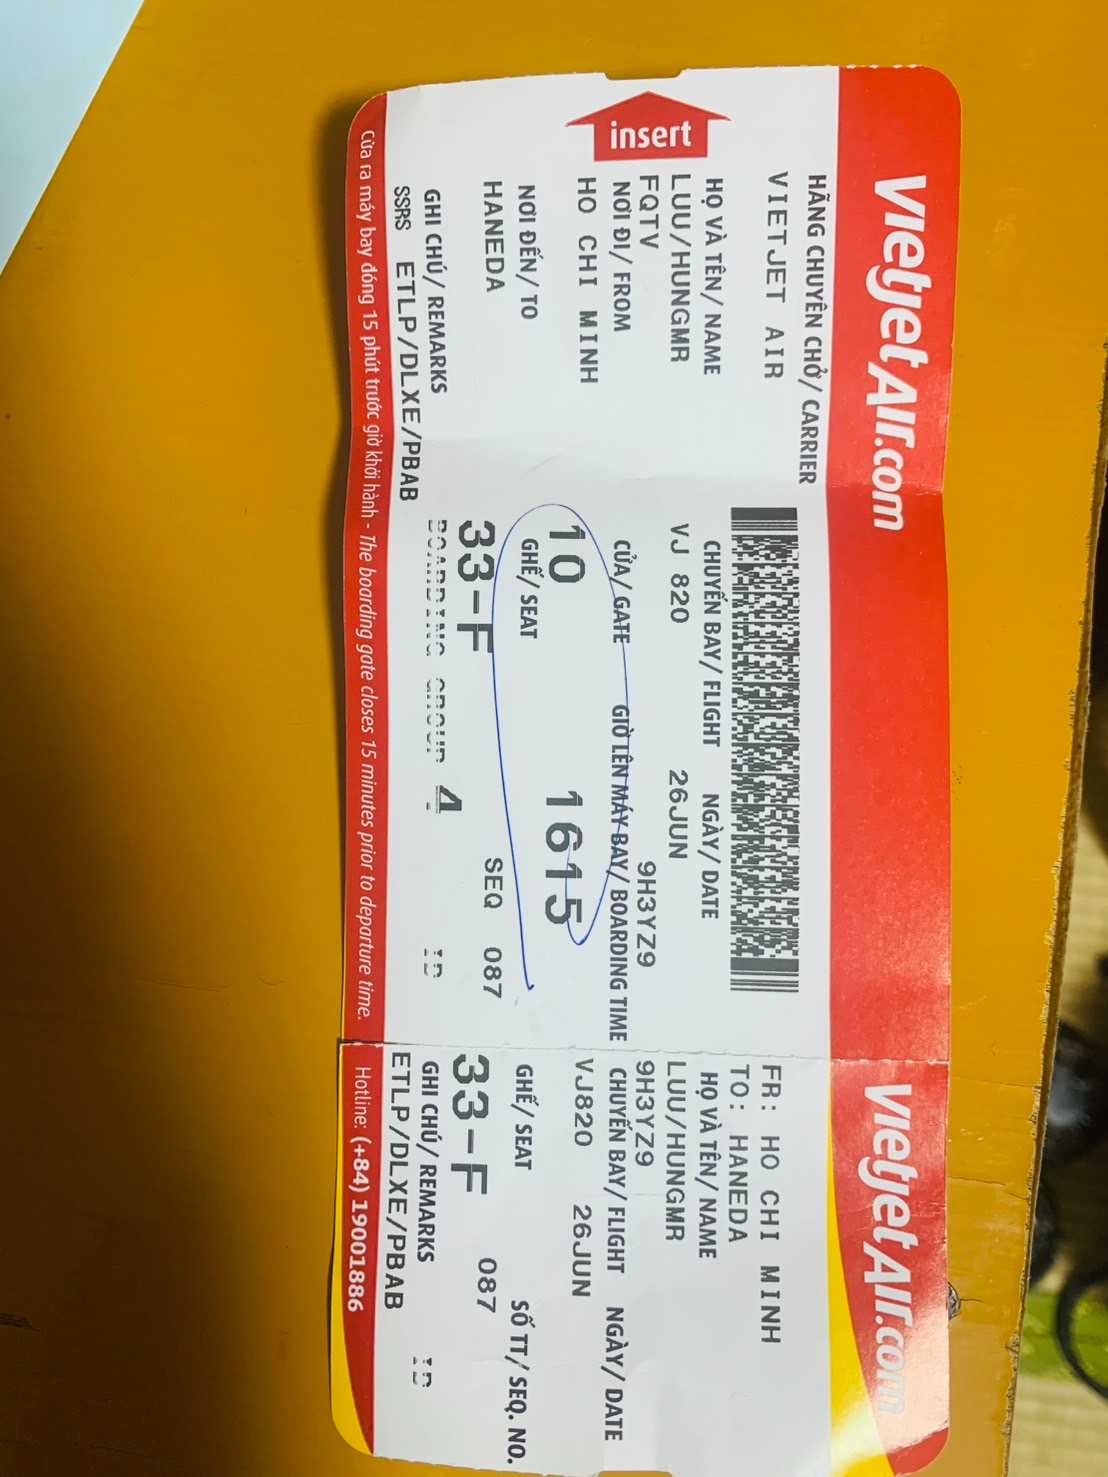 vietjetAir.com
HÃNG CHUYÊN CHỞ/ CARRIER
VIETJET AIR
HỌ VÀ TÊN/ NAME
LUU/HUNGMR
FQTV
NƠI ĐI/ FROM
HO CHI MINH
NƠI ĐẾN/ TO
HANEDA
GHI CHÚ/ REMARKS
SSRS ETLP/DLXE/PBAB
insert
CHUYẾN BAY/ FLIGHT NGÀY/ DATE
VJ 820 26JUN
9H3YZ9
CỬA/ GATE GIỜ LÊN MÁY BAY/ BOARDING TIME
10 1615
GHẾ/ SEAT
33-F SEQ 087
BOARDING GROUP 4 ID
Cửa ra máy bay đóng 15 phút trước giờ khởi hành - The boarding gate closes 15 minutes prior to departure time.
vietjetAir.com
FR: HO CHI MINH
TO: HANEDA
HỌ VÀ TÊN/ NAME
LUU/HUNGMR
9H3YZ9
CHUYẾN BAY/ FLIGHT NGÀY/ DATE
VJ820 26JUN
GHẾ/ SEAT SỐ TT/ SEQ. NO.
33-F 087
GHI CHÚ/ REMARKS ID
ETLP/DLXE/PBAB
Hotline: (+84) 19001886